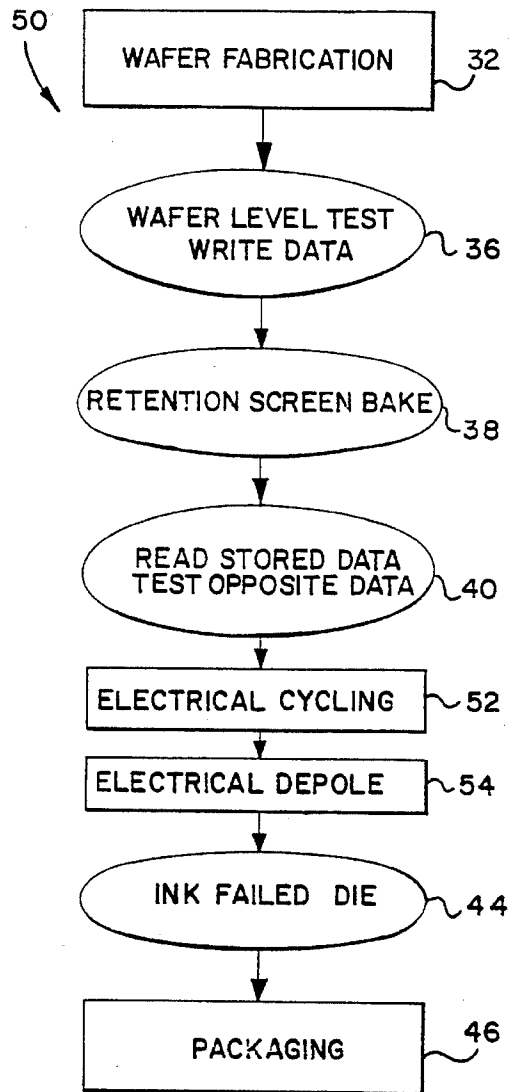 50
WAFER FABRICATION
32
WAFER LEVEL TEST
WRITE DATA
36
RETENTION SCREEN BAKE
38
READ STORED DATA
TEST OPPOSITE DATA
40
ELECTRICAL CYCLING
52
ELECTRICAL DEPOLE
54
INK FAILED DIE
44
PACKAGING
46